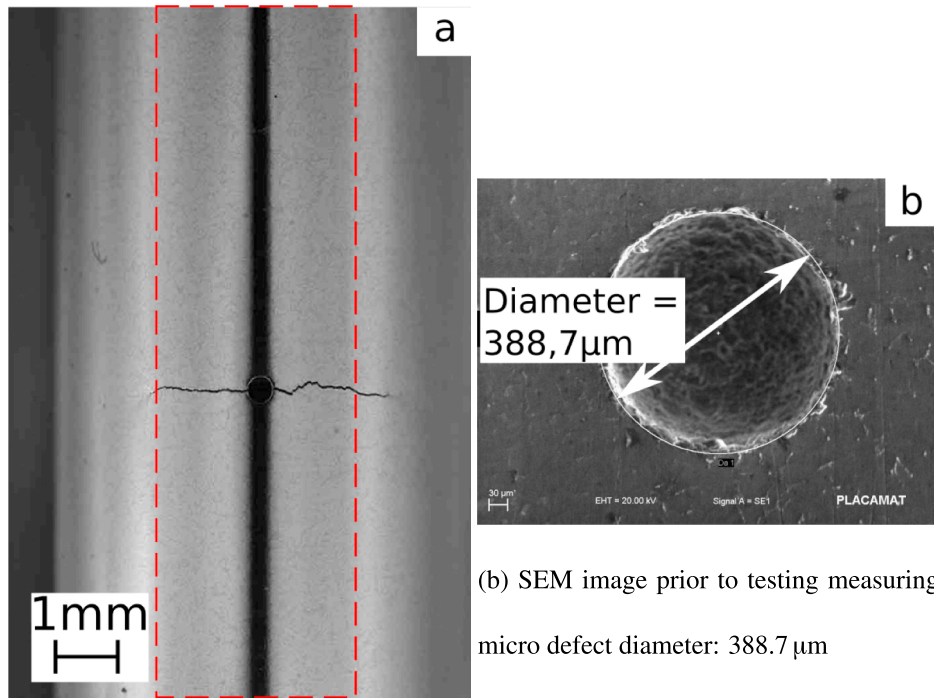 a
1mm
b
Diameter =
388,7µm
30 µm
EHT = 20.00 kV
Signal A = SE1
PLACAMAT
(b) SEM image prior to testing measuring
micro defect diameter: 388.7 µm